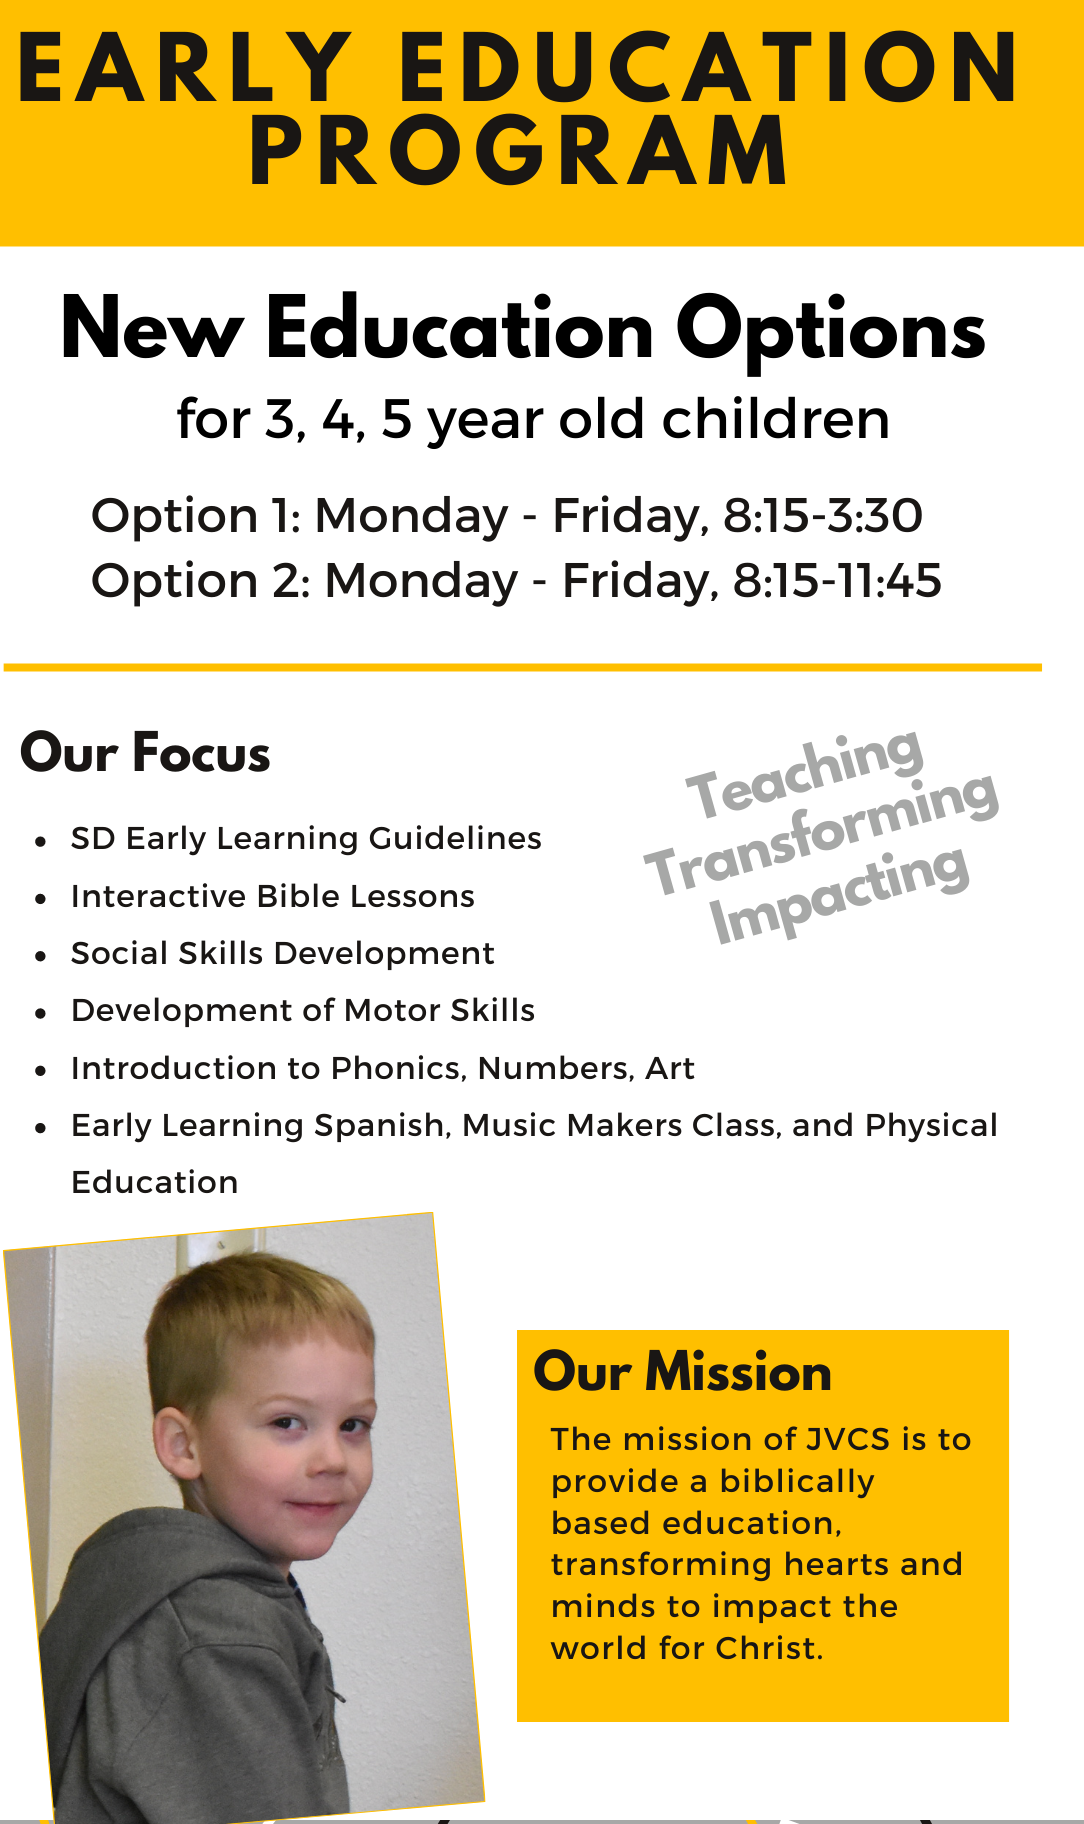 EARLY EDUCATION
PROGRAM
New Education Options
for 3, 4, 5 year old children
Option 1: Monday - Friday, 8:15-3:30
Option 2: Monday - Friday, 8:15-11:45
Our Focus
Teaching
Transforming
Impacting
• SD Early Learning Guidelines
• Interactive Bible Lessons
• Social Skills Development
• Development of Motor Skills
• Introduction to Phonics, Numbers, Art
• Early Learning Spanish, Music Makers Class, and Physical
Education
Our Mission
The mission of JVCS is to
provide a biblically
based education,
transforming hearts and
minds to impact the
world for Christ.